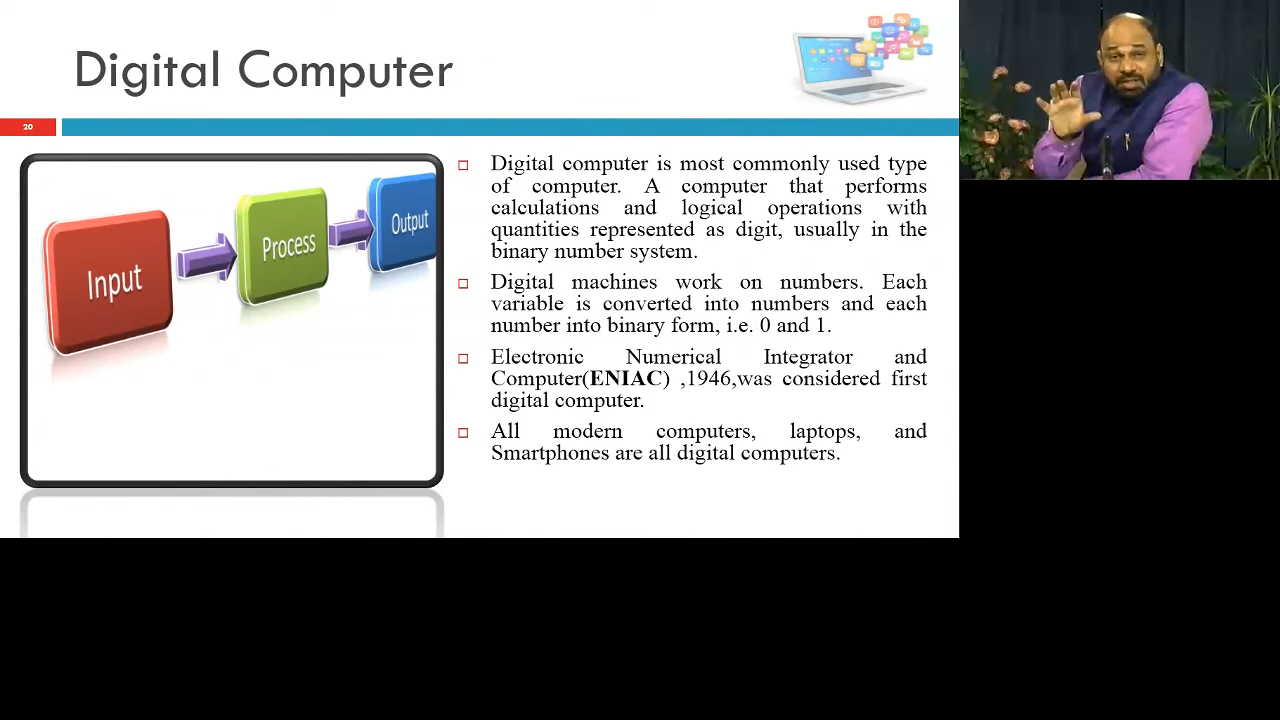 Digital Computer
20
Input
Process
Output
Digital computer is most commonly used type
of computer. A computer that performs
calculations and logical operations with
quantities represented as digit, usually in the
binary number system.
Digital machines work on numbers. Each
variable is converted into numbers and each
number into binary form, i.e. 0 and 1.
Electronic Numerical Integrator and
Computer(ENIAC) ,1946,was considered first
digital computer.
All modern computers, laptops, and
Smartphones are all digital computers.